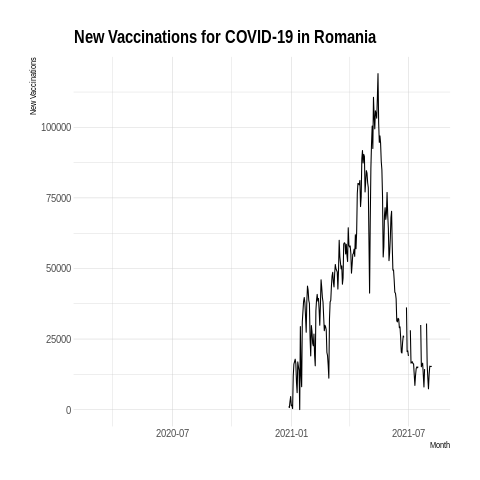 New Vaccinations for COVID-19 in Romania
New Vaccinations
100000
75000
50000
25000
0
2020-07 2021-01 2021-07
Month